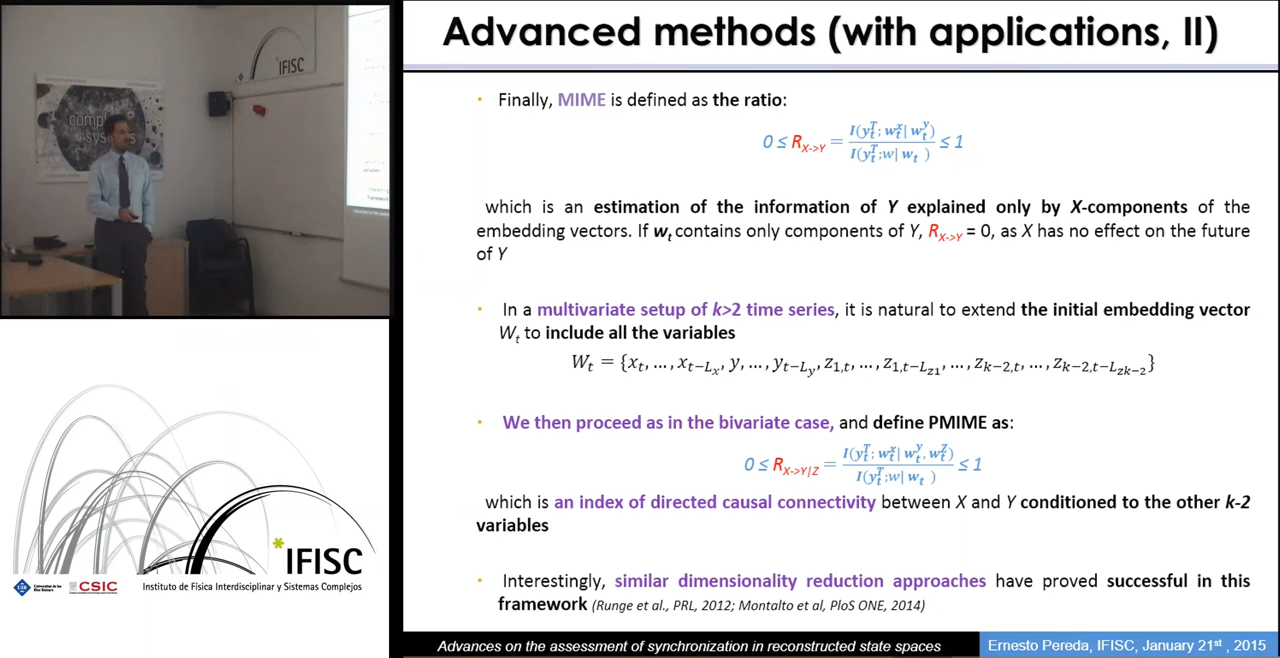 Advanced methods (with applications, II)
IFISC
complex
systems
• Finally, MIME is defined as the ratio:
0 ≤ R_{X->Y} = I(y_t^T; w_t^x | w_t^y) / I(y_t^T; w | w_t) ≤ 1
which is an estimation of the information of Y explained only by X-components of the
embedding vectors. If w_t contains only components of Y, R_{X->Y} = 0, as X has no effect on the future
of Y
• In a multivariate setup of k>2 time series, it is natural to extend the initial embedding vector
W_t to include all the variables
W_t = {x_t, ..., x_{t-L_x}, y, ..., y_{t-L_y}, z_{1,t}, ..., z_{1,t-L_{z1}}, ..., z_{k-2,t}, ..., z_{k-2,t-L_{zk-2}}}
• We then proceed as in the bivariate case, and define PMIME as:
0 ≤ R_{X->Y|Z} = I(y_t^T; w_t^x | w_t^y, w_t^Z) / I(y_t^T; w | w_t) ≤ 1
which is an index of directed causal connectivity between X and Y conditioned to the other k-2
variables
• Interestingly, similar dimensionality reduction approaches have proved successful in this
framework (Runge et al., PRL, 2012; Montalto et al, PloS ONE, 2014)
IFISC
UIB
CSIC
Instituto de Física Interdisciplinar y Sistemas Complejos
Advances on the assessment of synchronization in reconstructed state spaces
Ernesto Pereda, IFISC, January 21st , 2015